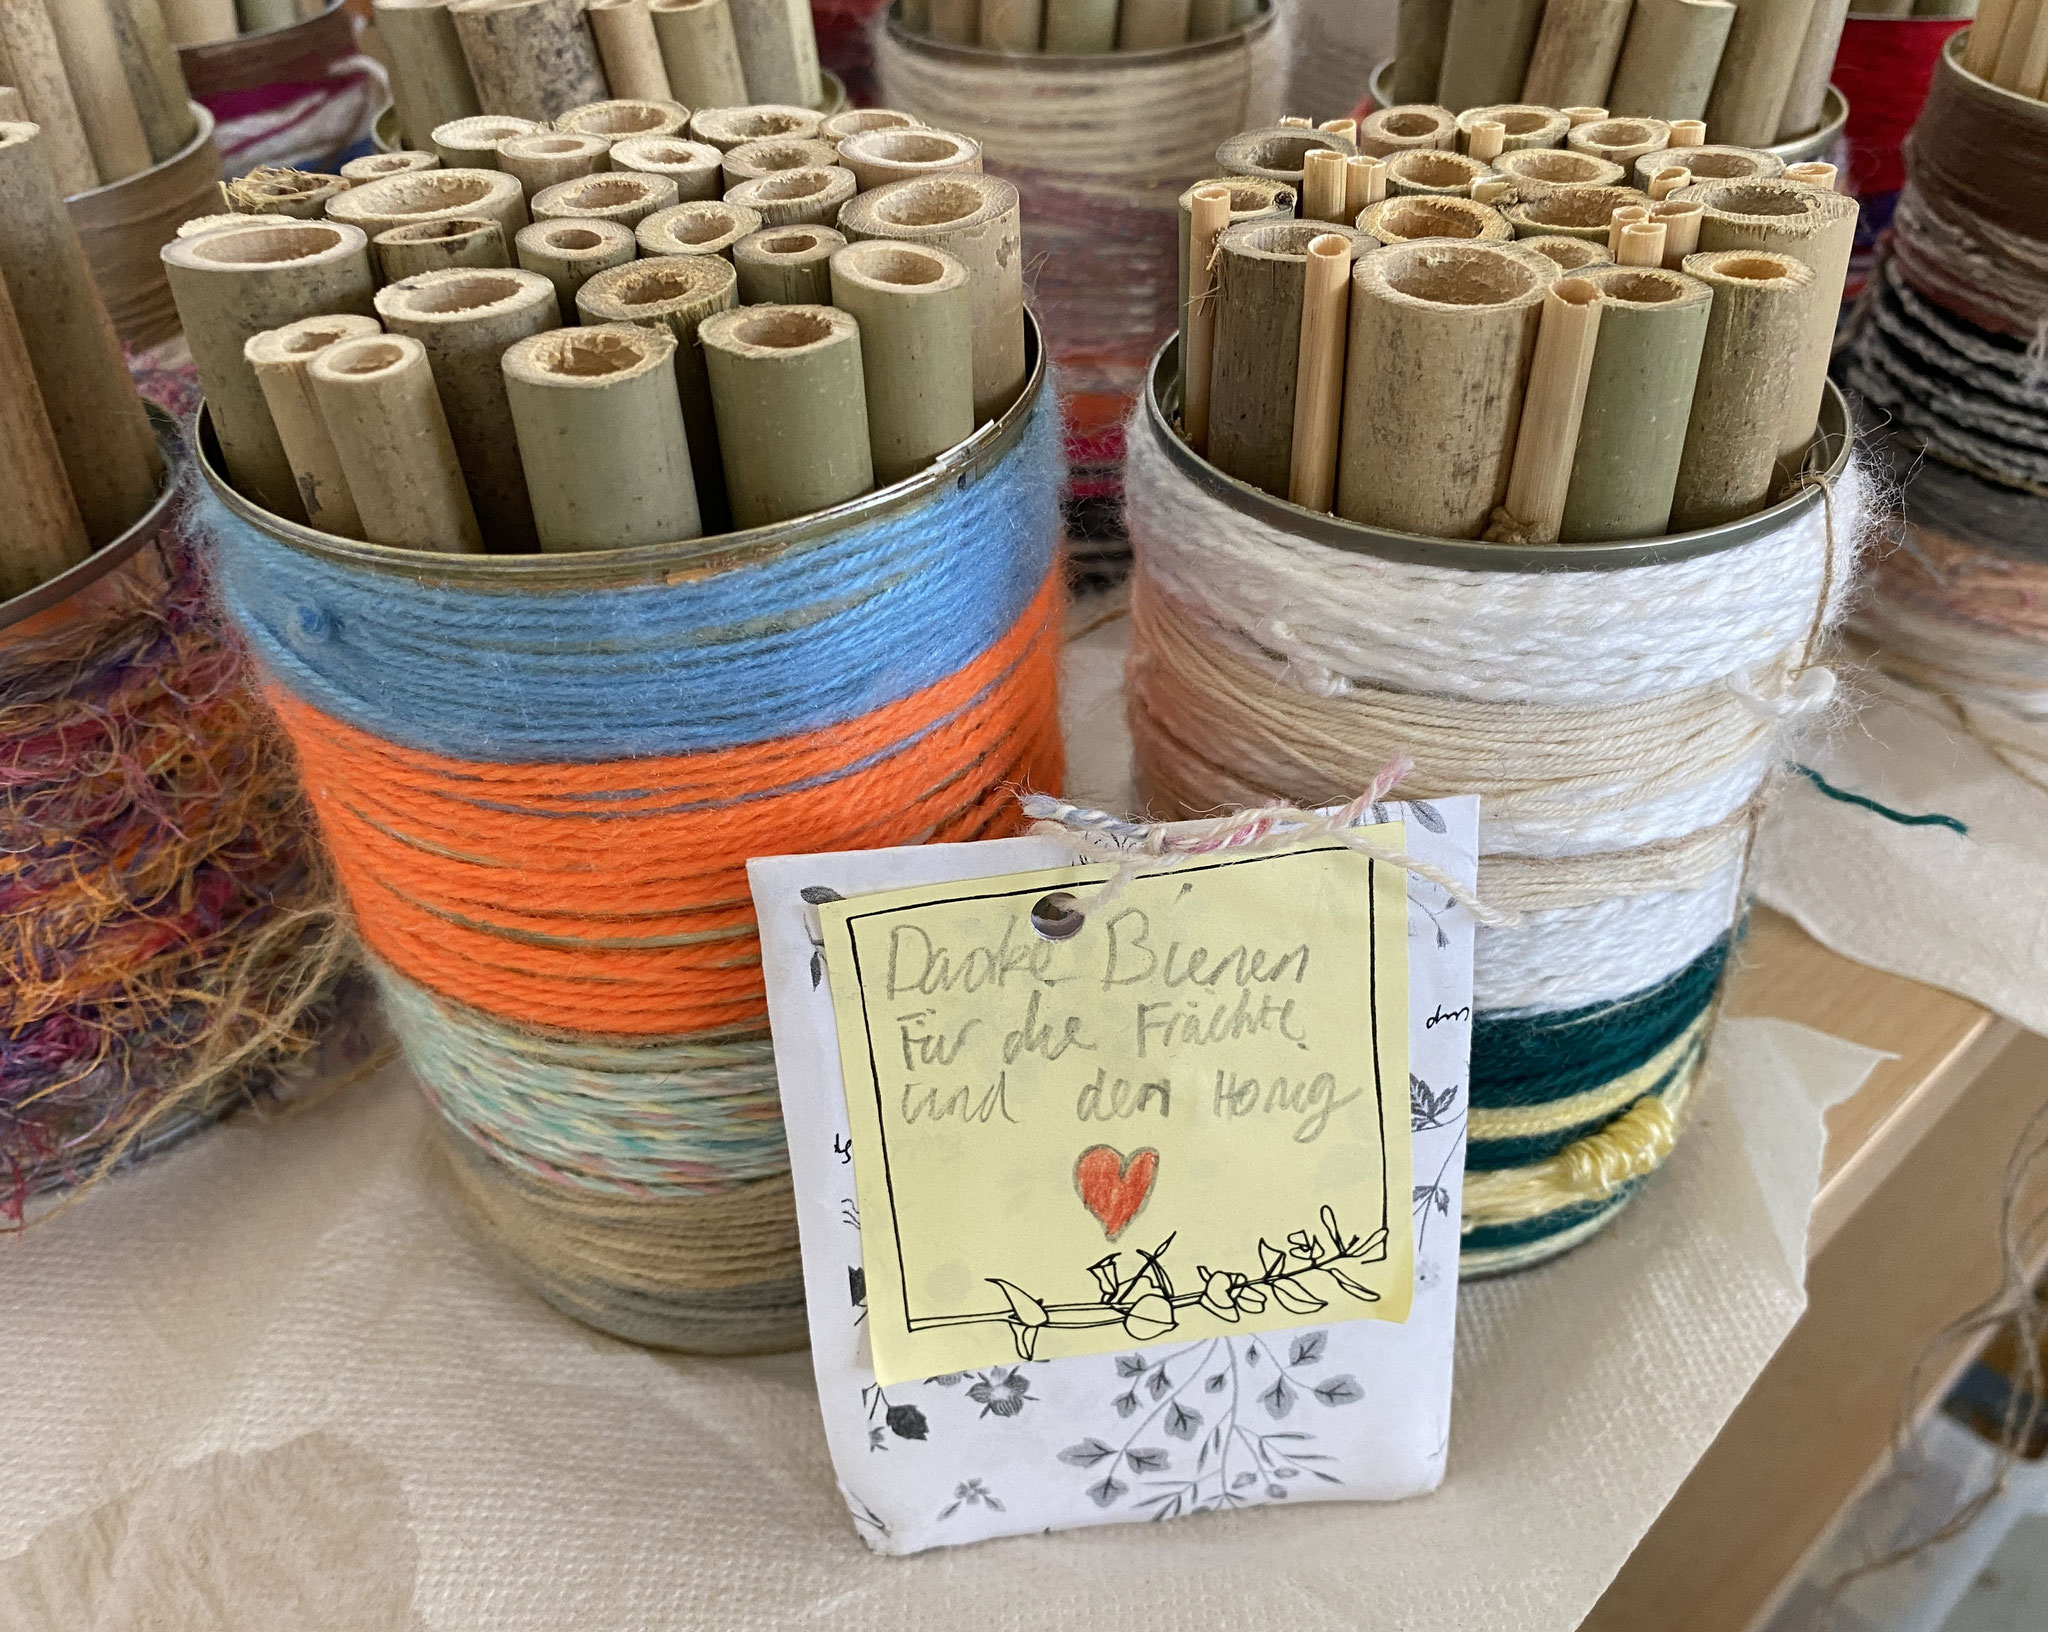 Danke Bienen
Für die Früchte
und den Honig